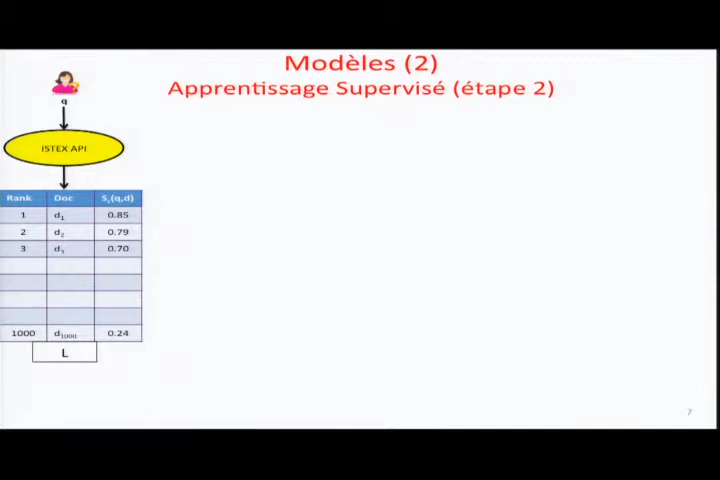 Modèles (2)
Apprentissage Supervisé (étape 2)
q
ISTEX API
Rank Doc S1(q,d)
1 d1 0.85
2 d2 0.79
3 d3 0.70
1000 d1000 0.24
L
7